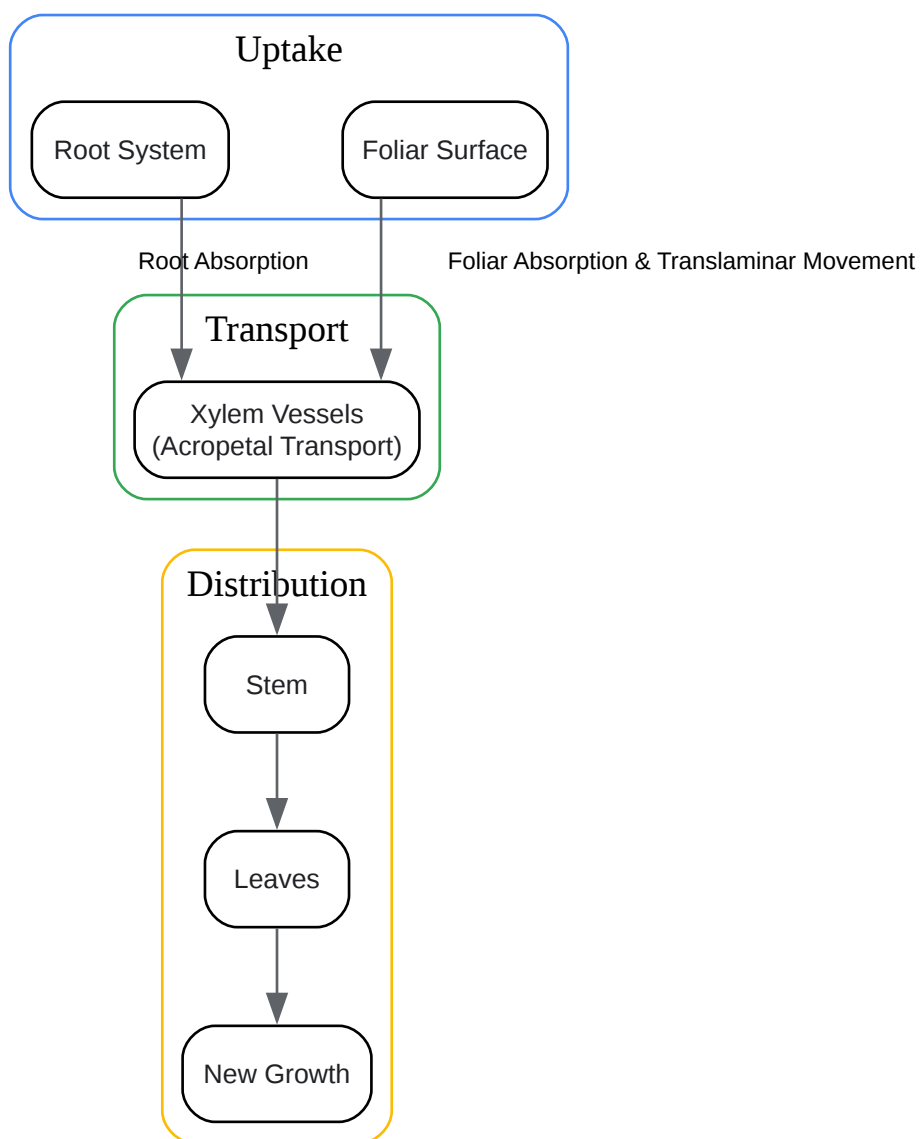 Uptake
Root System
Foliar Surface
Root Absorption
Foliar Absorption & Translaminar Movement
Transport
Xylem Vessels
(Acropetal Transport)
Distribution
Stem
Leaves
New Growth